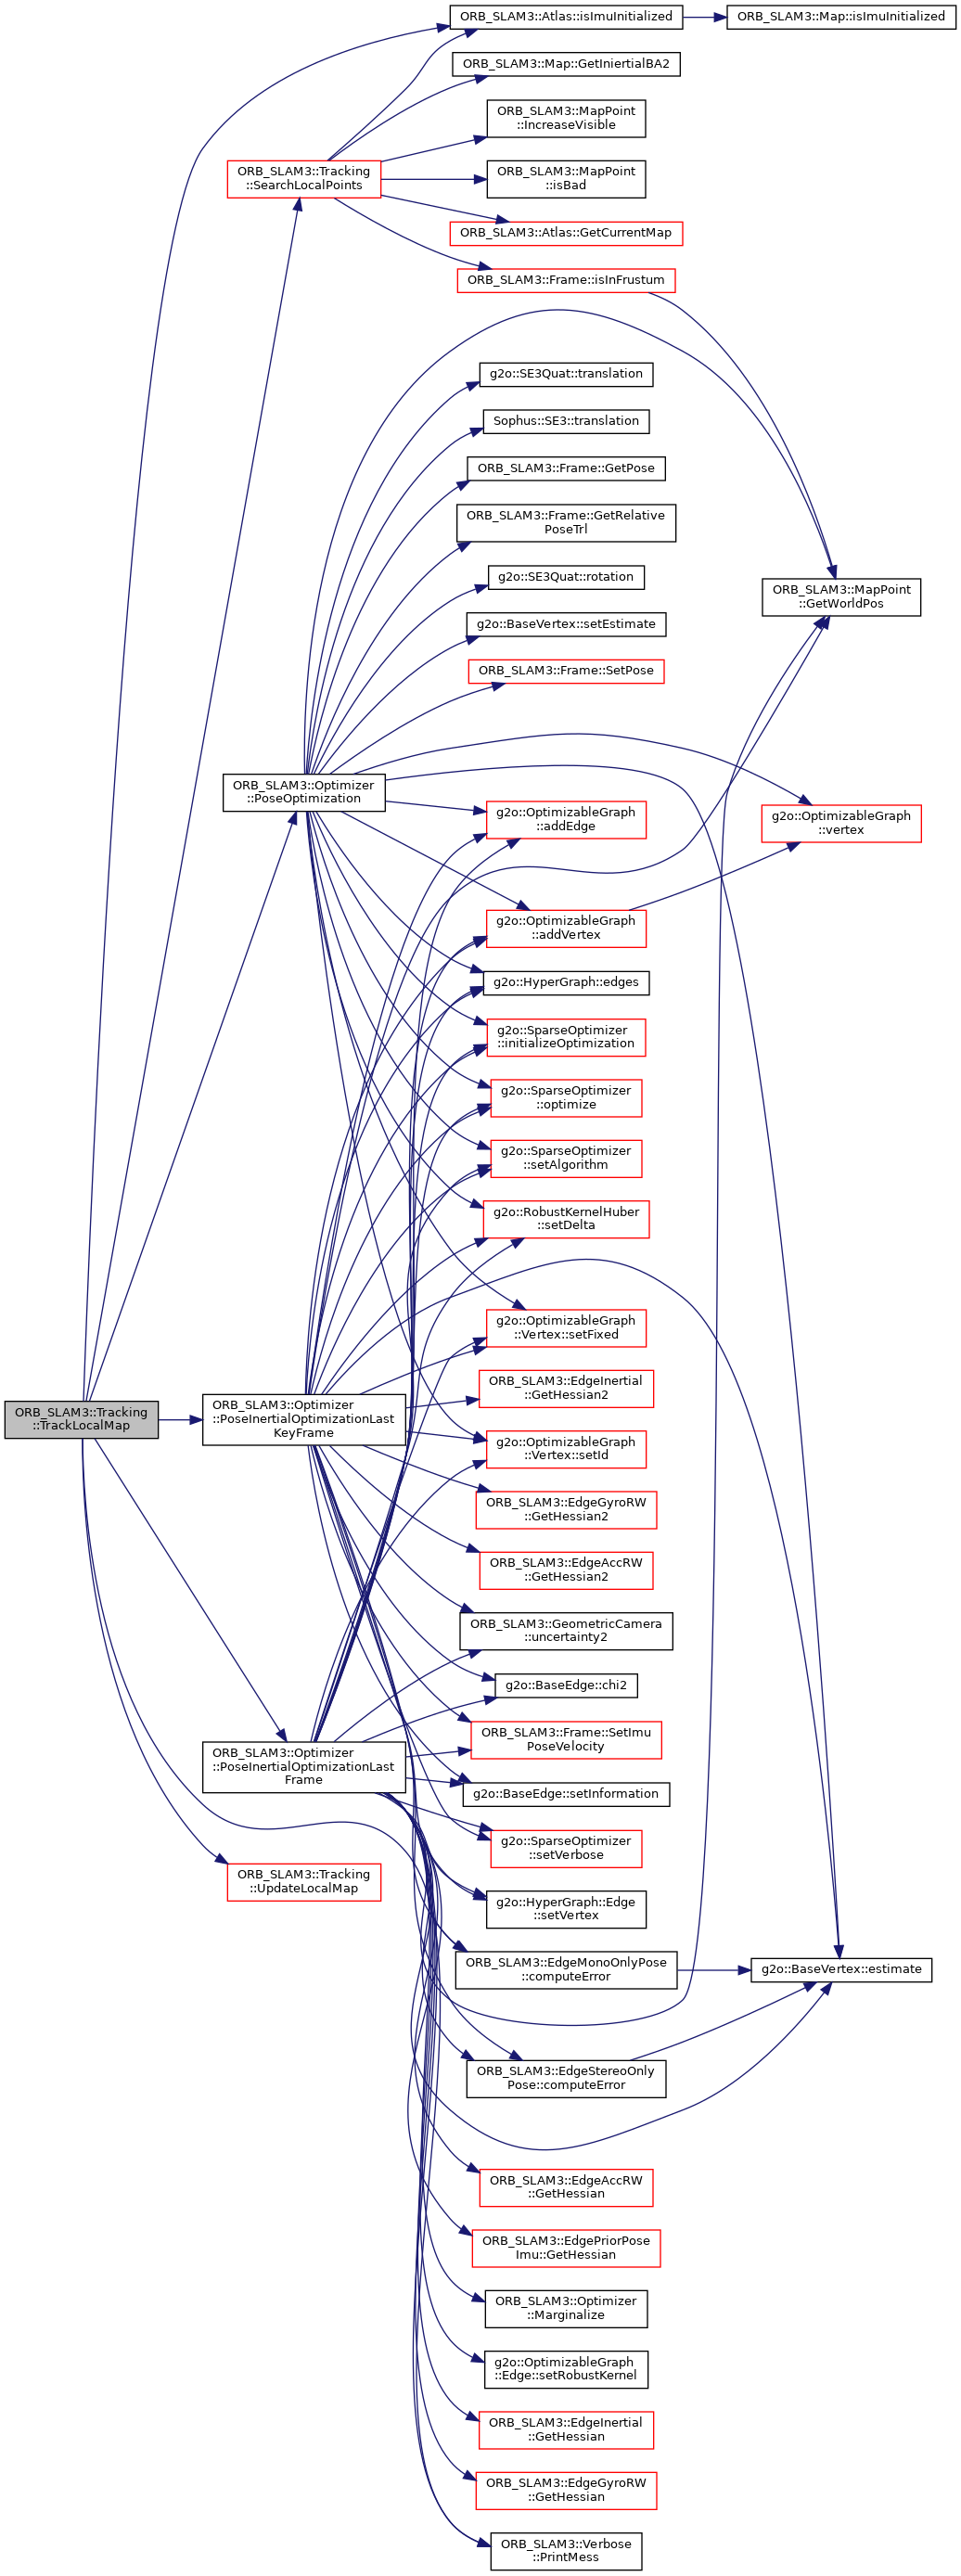 ORB_SLAM3::Atlas::isImuInitialized
ORB_SLAM3::Map::isImuInitialized
ORB_SLAM3::Map::GetIniertialBA2
ORB_SLAM3::MapPoint
::IncreaseVisible
ORB_SLAM3::Tracking
::SearchLocalPoints
ORB_SLAM3::MapPoint
::isBad
ORB_SLAM3::Atlas::GetCurrentMap
ORB_SLAM3::Frame::isInFrustum
g2o::SE3Quat::translation
Sophus::SE3::translation
ORB_SLAM3::Frame::GetPose
ORB_SLAM3::Frame::GetRelative
PoseTrl
g2o::SE3Quat::rotation
ORB_SLAM3::MapPoint
::GetWorldPos
g2o::BaseVertex::setEstimate
ORB_SLAM3::Frame::SetPose
ORB_SLAM3::Optimizer
::PoseOptimization
g2o::OptimizableGraph
::addEdge
g2o::OptimizableGraph
::vertex
g2o::OptimizableGraph
::addVertex
g2o::HyperGraph::edges
g2o::SparseOptimizer
::initializeOptimization
g2o::SparseOptimizer
::optimize
g2o::SparseOptimizer
::setAlgorithm
g2o::RobustKernelHuber
::setDelta
g2o::OptimizableGraph
::Vertex::setFixed
ORB_SLAM3::EdgeInertial
::GetHessian2
ORB_SLAM3::Tracking
::TrackLocalMap
ORB_SLAM3::Optimizer
::PoseInertialOptimizationLast
KeyFrame
g2o::OptimizableGraph
::Vertex::setId
ORB_SLAM3::EdgeGyroRW
::GetHessian2
ORB_SLAM3::EdgeAccRW
::GetHessian2
ORB_SLAM3::GeometricCamera
::uncertainty2
g2o::BaseEdge::chi2
ORB_SLAM3::Frame::SetImu
PoseVelocity
ORB_SLAM3::Optimizer
::PoseInertialOptimizationLast
Frame
g2o::BaseEdge::setInformation
g2o::SparseOptimizer
::setVerbose
ORB_SLAM3::Tracking
::UpdateLocalMap
g2o::HyperGraph::Edge
::setVertex
ORB_SLAM3::EdgeMonoOnlyPose
::computeError
g2o::BaseVertex::estimate
ORB_SLAM3::EdgeStereoOnly
Pose::computeError
ORB_SLAM3::EdgeAccRW
::GetHessian
ORB_SLAM3::EdgePriorPose
Imu::GetHessian
ORB_SLAM3::Optimizer
::Marginalize
g2o::OptimizableGraph
::Edge::setRobustKernel
ORB_SLAM3::EdgeInertial
::GetHessian
ORB_SLAM3::EdgeGyroRW
::GetHessian
ORB_SLAM3::Verbose
::PrintMess